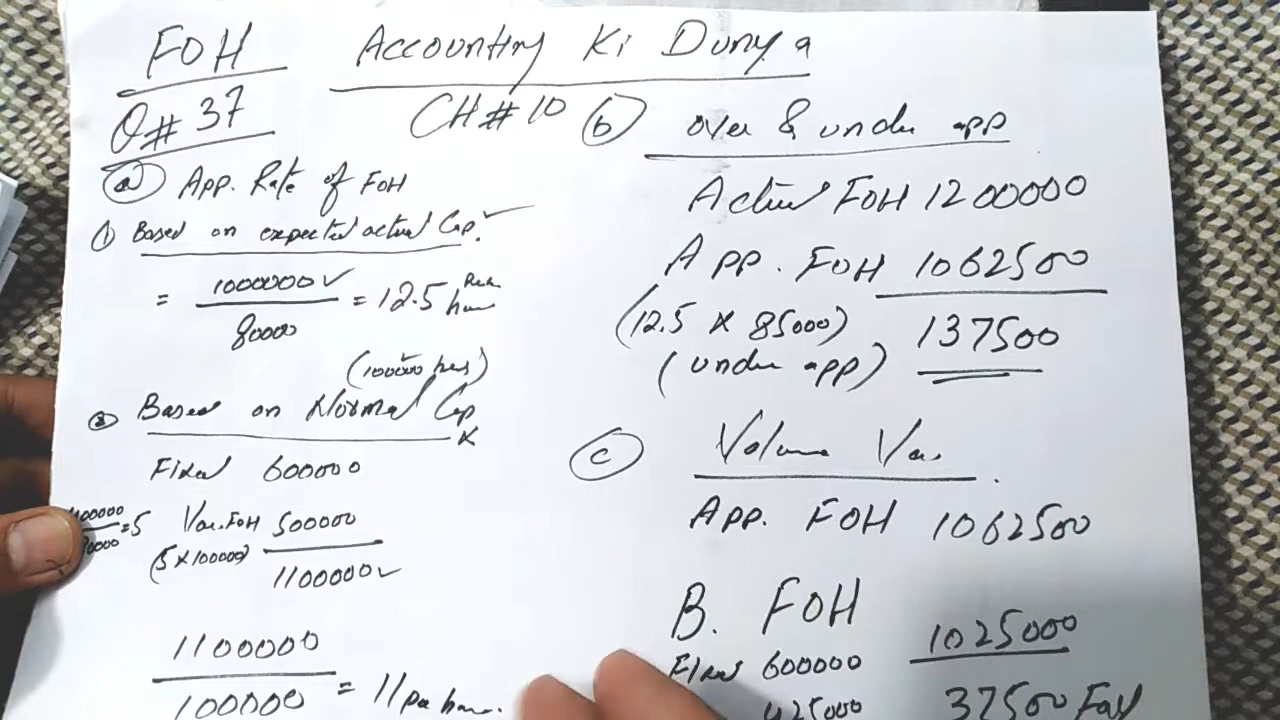 FOH Accounting Ki Dunya
Q# 37 CH# 10
(a) App. Rate of FOH
(1) Based on expected actual Cap.
= 1000000 / 80000 = 12.5 hour
(100000 hrs)
(2) Based on Normal Cap
Fixed 600000
400000 / 80000 = 5 Var. FOH 500000
(5 x 100000) 1100000
1100000 / 100000 = 11 per hour.
(b) over & under app
Actual FOH 1200000
App. FOH 1062500
(12.5 x 85000) 137500
(under app)
(c) Volume Var.
App. FOH 1062500
B. FOH
Fixed 600000 1025000
425000 37500 Fav